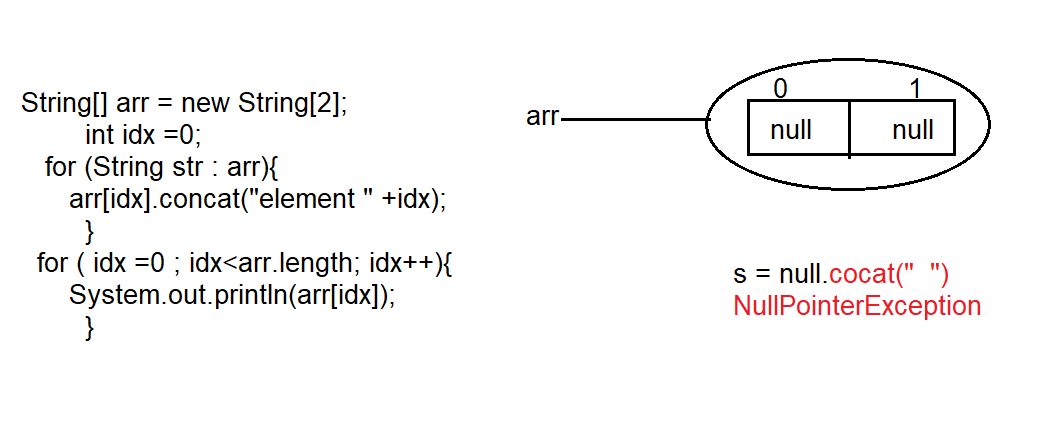 String[] arr = new String[2];
int idx =0;
for (String str : arr){
arr[idx].concat("element " +idx);
}
for ( idx =0 ; idx<arr.length; idx++){
System.out.println(arr[idx]);
}
arr
0 1
null null
s = null.cocat("  ")
NullPointerException